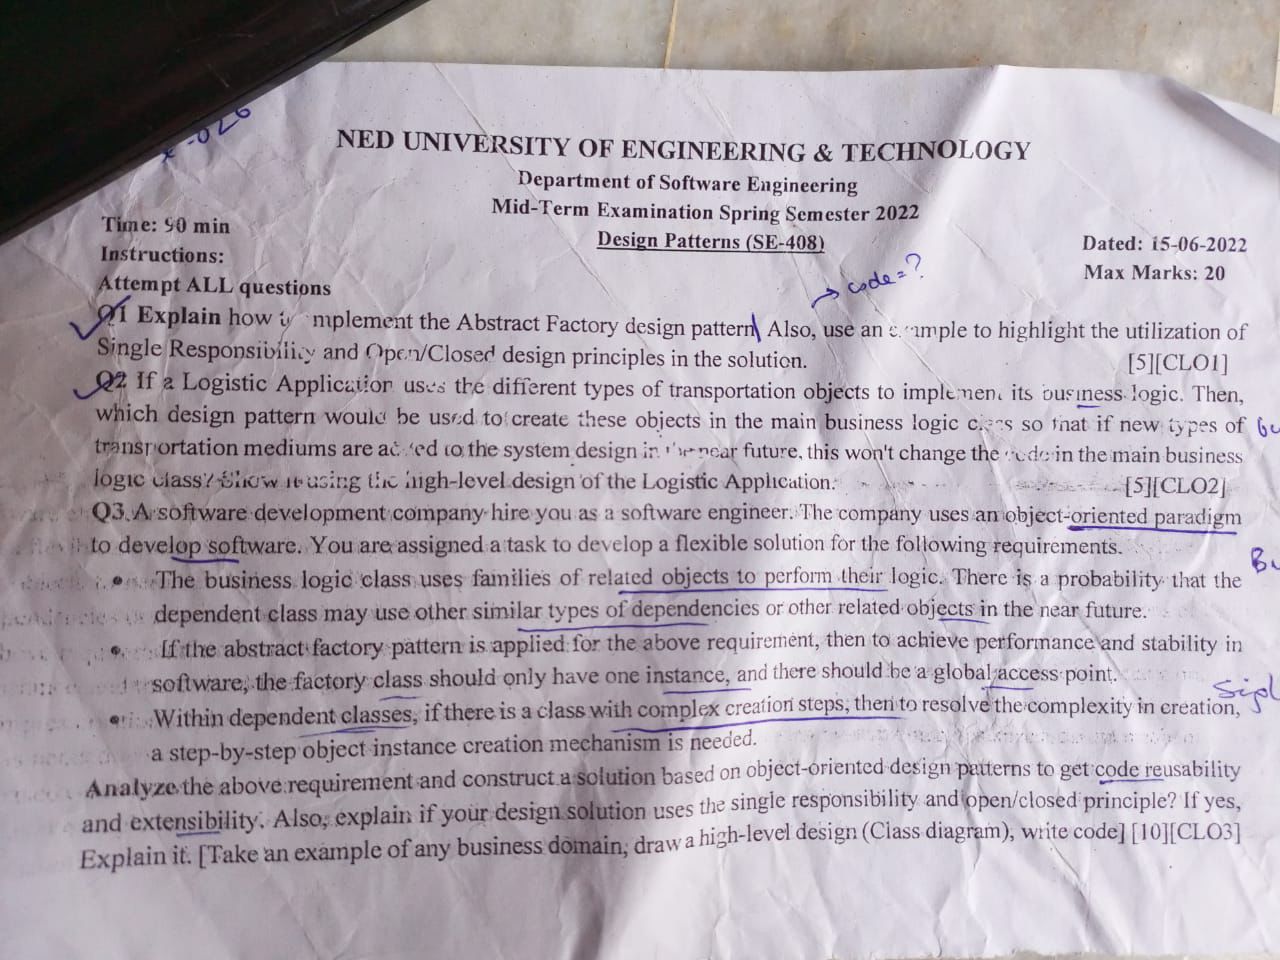 NED UNIVERSITY OF ENGINEERING & TECHNOLOGY
Department of Software Engineering
Mid-Term Examination Spring Semester 2022
Design Patterns (SE-408)
Time: 90 min
Dated: 15-06-2022
Instructions:
Max Marks: 20
Attempt ALL questions
→ code = ?
Q1 Explain how implement the Abstract Factory design pattern Also, use an example to highlight the utilization of
Single Responsibility and Open/Closed design principles in the solution. [5][CLO1]
Q2 If a Logistic Application uses the different types of transportation objects to implement its business logic. Then,
which design pattern would be used to create these objects in the main business logic class so that if new types of
transportation mediums are added to the system design in the near future, this won't change the code in the main business
logic class? Show it using the high-level design of the Logistic Application. [5][CLO2]
Q3. A software development company hire you as a software engineer. The company uses an object-oriented paradigm
to develop software. You are assigned a task to develop a flexible solution for the following requirements.
• The business logic class uses families of related objects to perform their logic. There is a probability that the
dependent class may use other similar types of dependencies or other related objects in the near future.
• If the abstract factory pattern is applied for the above requirement, then to achieve performance and stability in
software, the factory class should only have one instance, and there should be a global access point.
• Within dependent classes, if there is a class with complex creation steps, then to resolve the complexity in creation,
a step-by-step object instance creation mechanism is needed.
Analyze the above requirement and construct a solution based on object-oriented design patterns to get code reusability
and extensibility. Also, explain if your design solution uses the single responsibility and open/closed principle? If yes,
Explain it. [Take an example of any business domain, draw a high-level design (Class diagram), write code] [10][CLO3]